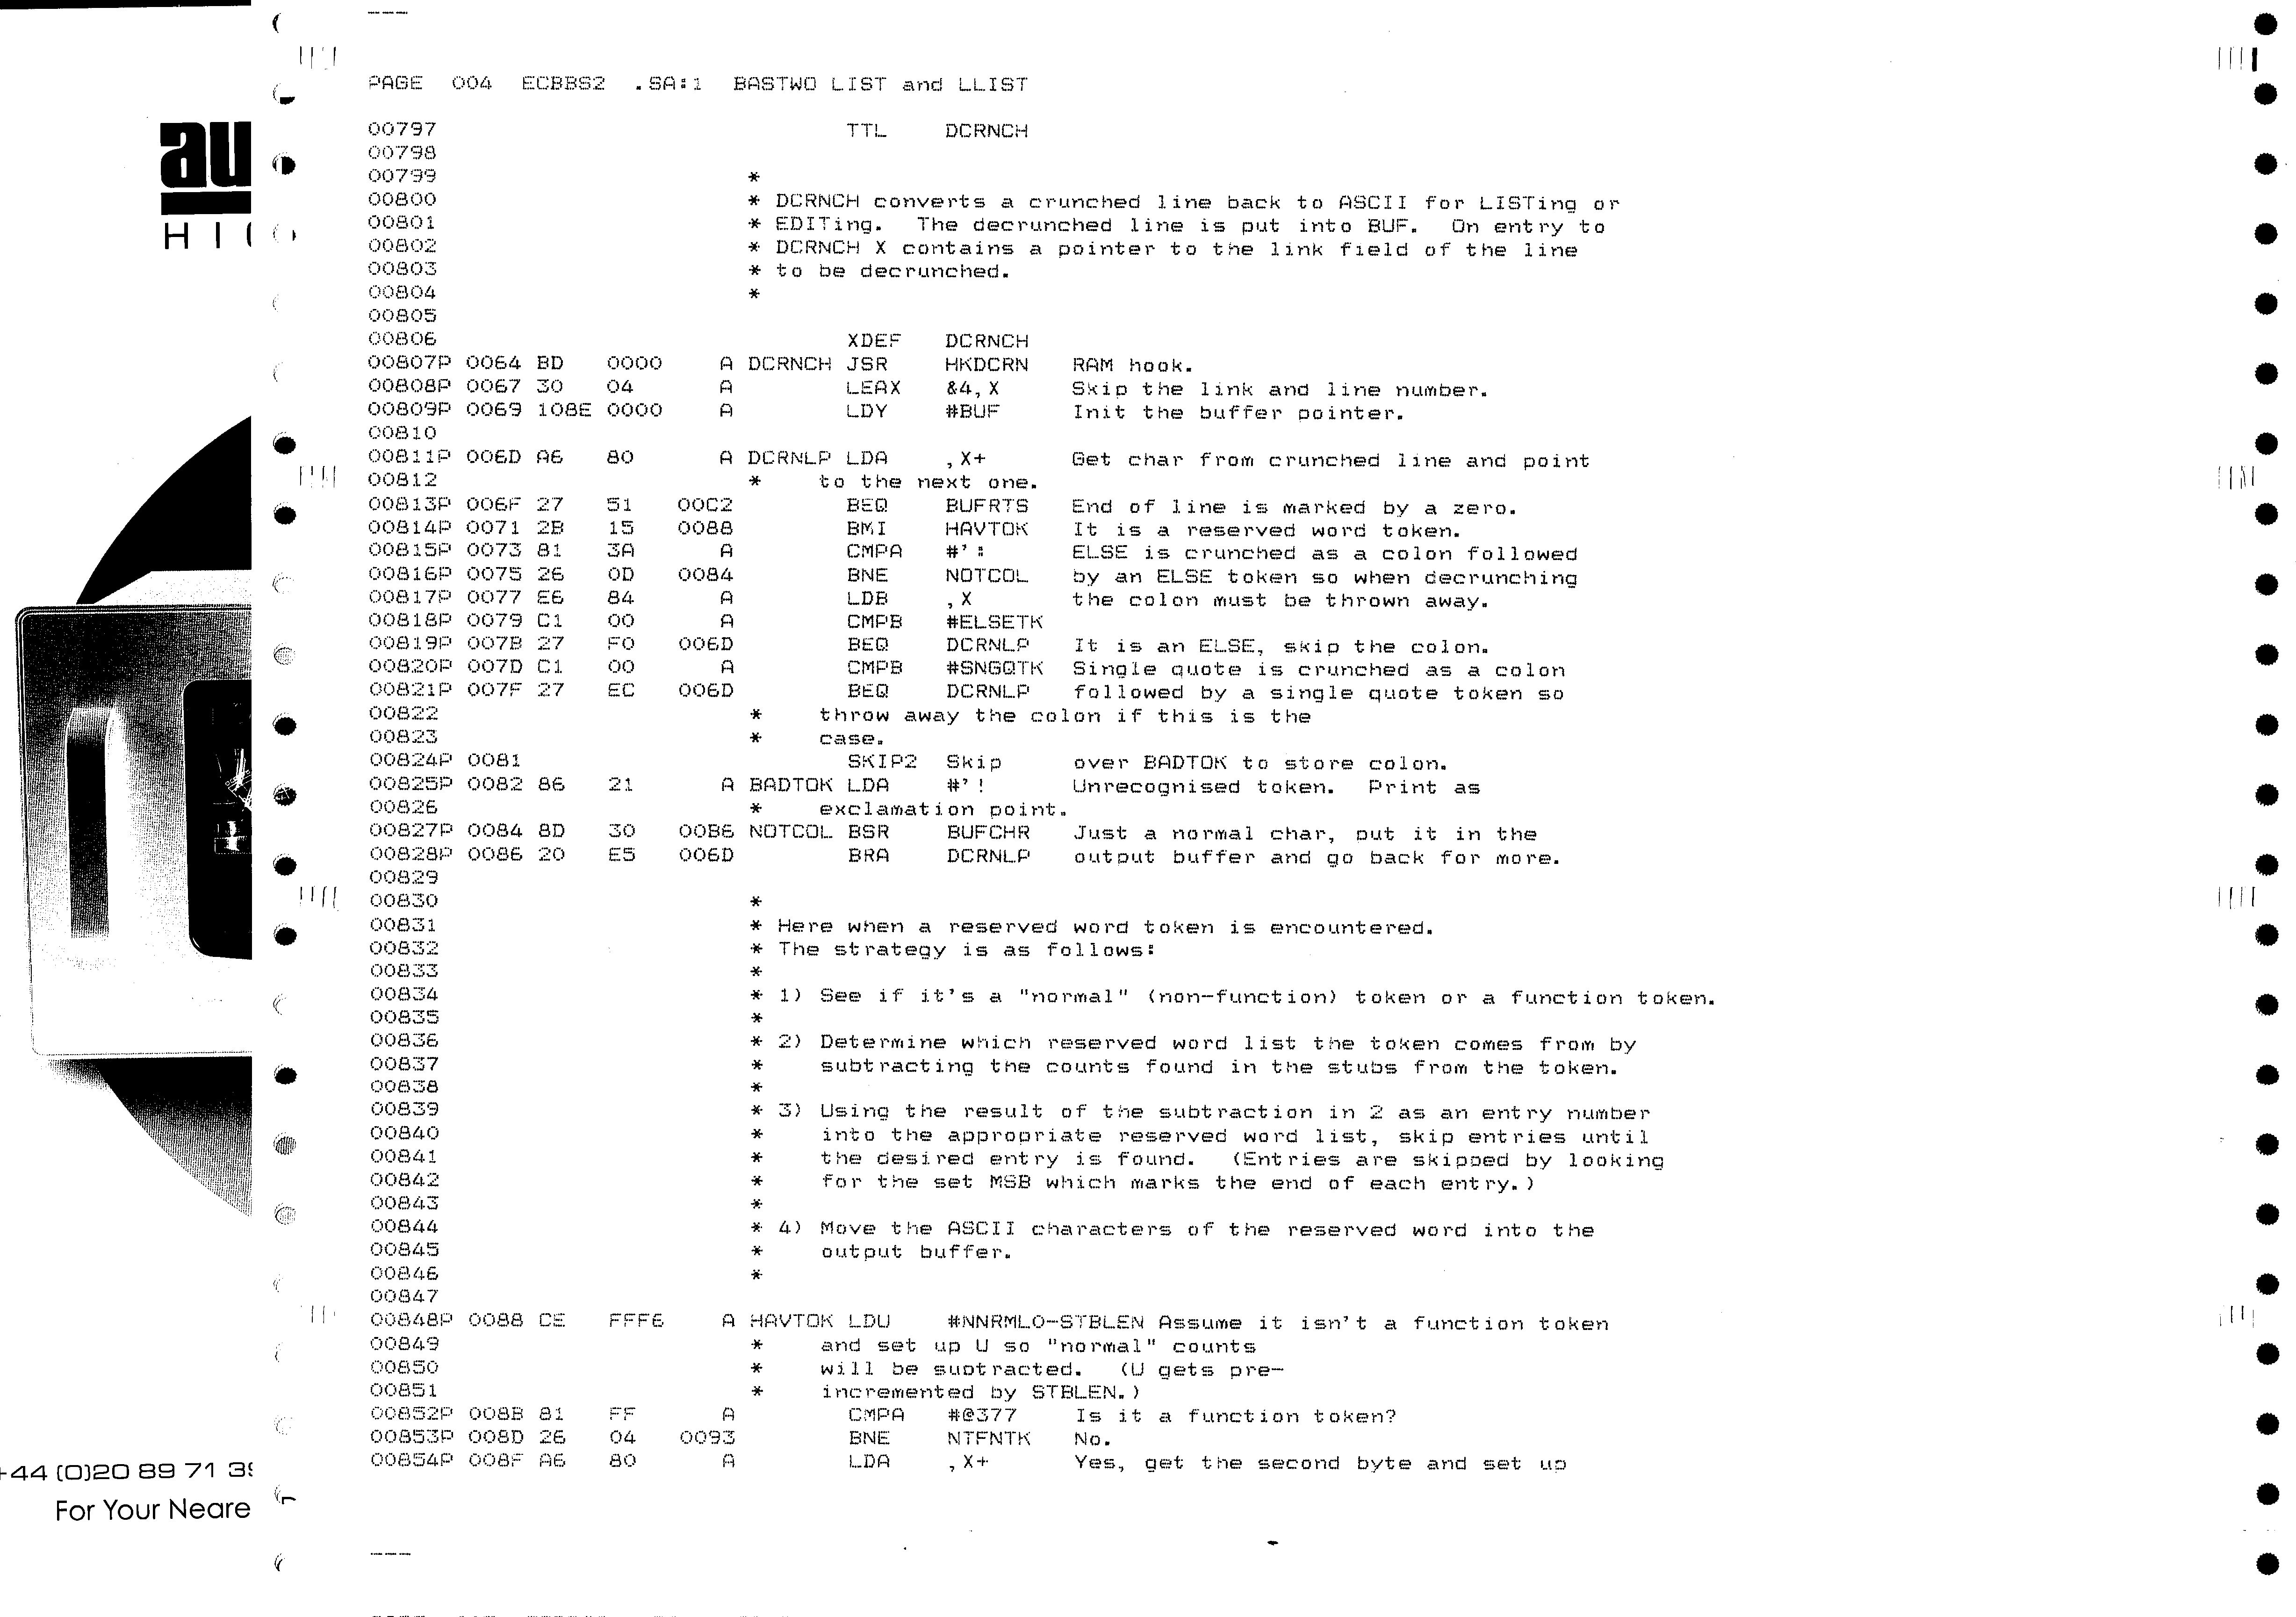 au
HI
+44 (0)20 89 71 3
For Your Neare
PAGE 004 ECBBS2 .SA:1 BASTWO LIST and LLIST
00797 TTL DCRNCH
00798
00799 *
00800 * DCRNCH converts a crunched line back to ASCII for LISTing or
00801 * EDITing. The decrunched line is put into BUF. On entry to
00802 * DCRNCH X contains a pointer to the link field of the line
00803 * to be decrunched.
00804 *
00805
00806 XDEF DCRNCH
00807P 0064 BD 0000 A DCRNCH JSR HKDCRN RAM hook.
00808P 0067 30 04 A LEAX &4,X Skip the link and line number.
00809P 0069 108E 0000 A LDY #BUF Init the buffer pointer.
00810
00811P 006D A6 80 A DCRNLP LDA ,X+ Get char from crunched line and point
00812 * to the next one.
00813P 006F 27 51 00C2 BEQ BUFRTS End of line is marked by a zero.
00814P 0071 2B 15 0088 BMI HAVTOK It is a reserved word token.
00815P 0073 81 3A A CMPA #': ELSE is crunched as a colon followed
00816P 0075 26 0D 0084 BNE NOTCOL by an ELSE token so when decrunching
00817P 0077 E6 84 A LDB ,X the colon must be thrown away.
00818P 0079 C1 00 A CMPB #ELSETK
00819P 007B 27 F0 006D BEQ DCRNLP It is an ELSE, skip the colon.
00820P 007D C1 00 A CMPB #SNGQTK Single quote is crunched as a colon
00821P 007F 27 EC 006D BEQ DCRNLP followed by a single quote token so
00822 * throw away the colon if this is the
00823 * case.
00824P 0081 SKIP2 Skip over BADTOK to store colon.
00825P 0082 86 21 A BADTOK LDA #'! Unrecognised token. Print as
00826 * exclamation point.
00827P 0084 8D 30 00B6 NOTCOL BSR BUFCHR Just a normal char, put it in the
00828P 0086 20 E5 006D BRA DCRNLP output buffer and go back for more.
00829
00830 *
00831 * Here when a reserved word token is encountered.
00832 * The strategy is as follows:
00833 *
00834 * 1) See if it's a "normal" (non-function) token or a function token.
00835 *
00836 * 2) Determine which reserved word list the token comes from by
00837 * subtracting the counts found in the stubs from the token.
00838 *
00839 * 3) Using the result of the subtraction in 2 as an entry number
00840 * into the appropriate reserved word list, skip entries until
00841 * the desired entry is found. (Entries are skipped by looking
00842 * for the set MSB which marks the end of each entry.)
00843 *
00844 * 4) Move the ASCII characters of the reserved word into the
00845 * output buffer.
00846 *
00847
00848P 0088 CE FFF6 A HAVTOK LDU #NNRMLO-STBLEN Assume it isn't a function token
00849 * and set up U so "normal" counts
00850 * will be subtracted. (U gets pre-
00851 * incremented by STBLEN.)
00852P 008B 81 FF A CMPA #@377 Is it a function token?
00853P 008D 26 04 0093 BNE NTFNTK No.
00854P 008F A6 80 A LDA ,X+ Yes, get the second byte and set up